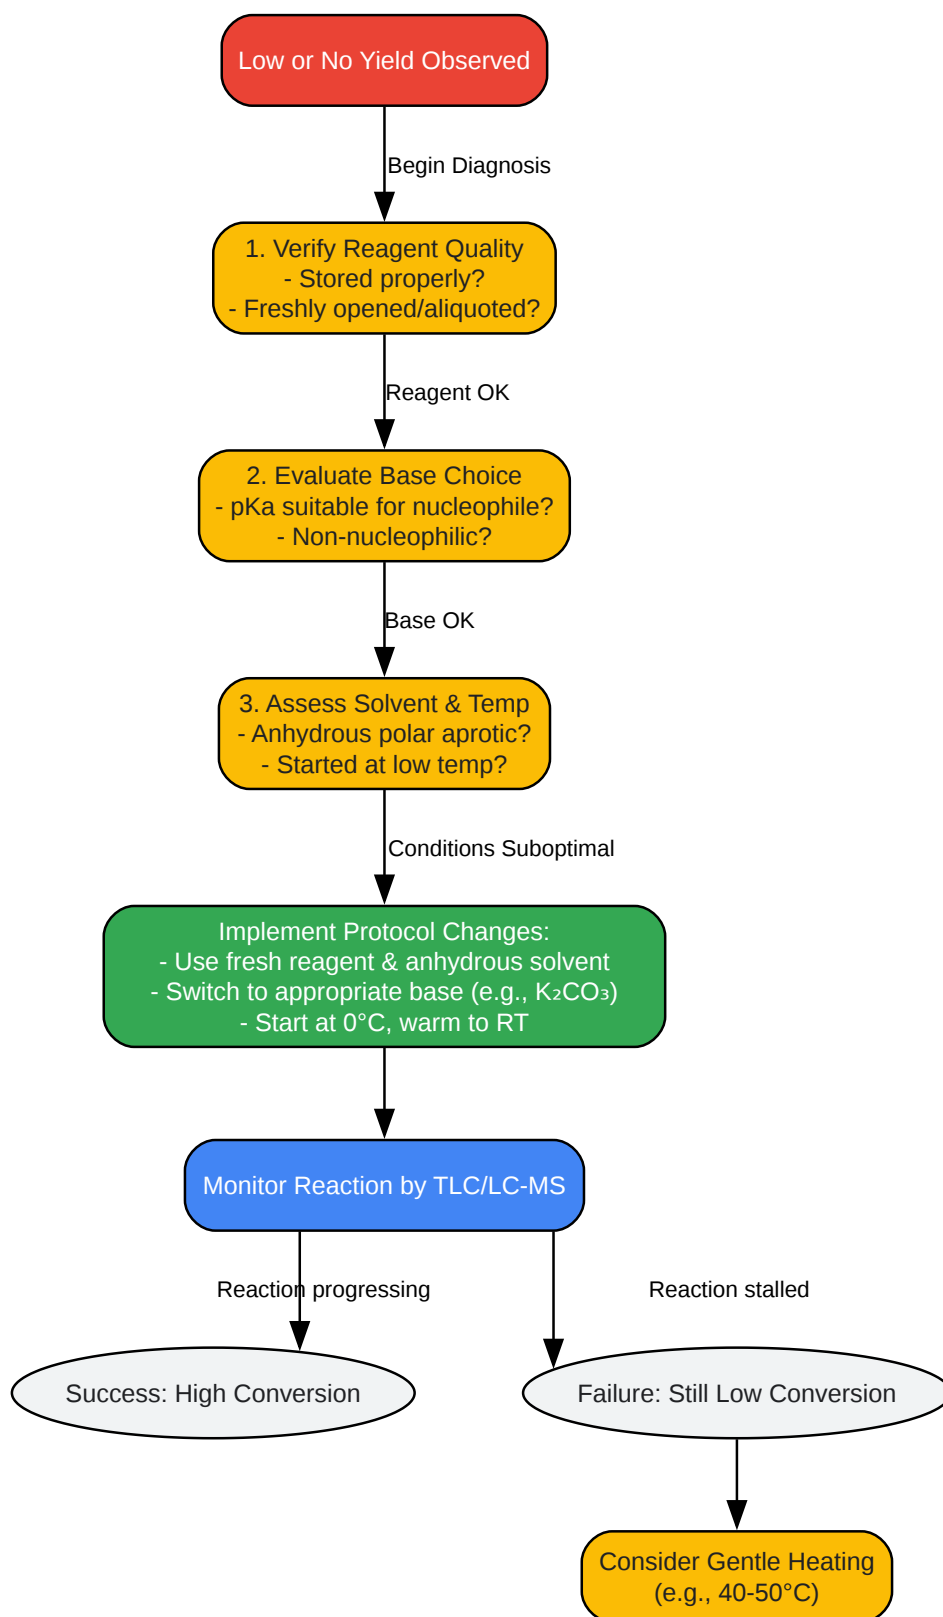 Low or No Yield Observed
Begin Diagnosis
1. Verify Reagent Quality
- Stored properly?
- Freshly opened/aliquoted?
Reagent OK
2. Evaluate Base Choice
- pKa suitable for nucleophile?
- Non-nucleophilic?
Base OK
3. Assess Solvent & Temp
- Anhydrous polar aprotic?
- Started at low temp?
Conditions Suboptimal
Implement Protocol Changes:
- Use fresh reagent & anhydrous solvent
- Switch to appropriate base (e.g., K₂CO₃)
- Start at 0°C, warm to RT
Monitor Reaction by TLC/LC-MS
Reaction progressing
Reaction stalled
Success: High Conversion
Failure: Still Low Conversion
Consider Gentle Heating
(e.g., 40-50°C)